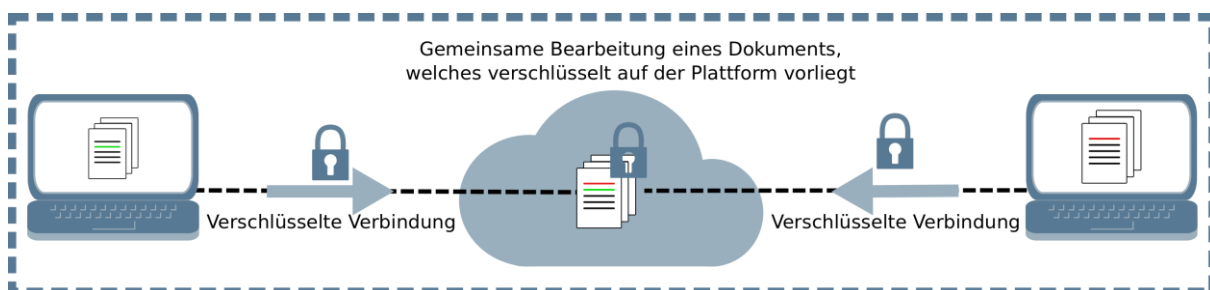 Gemeinsame Bearbeitung eines Dokuments,
welches verschlüsselt auf der Plattform vorliegt
Verschlüsselte Verbindung
Verschlüsselte Verbindung